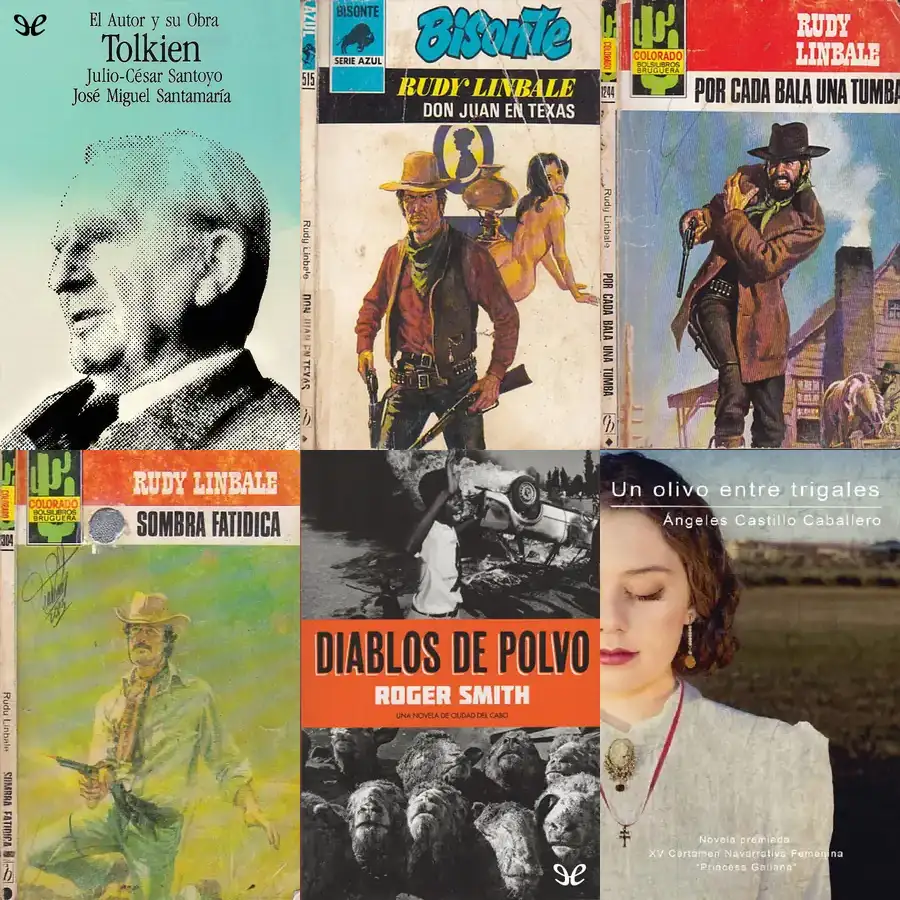 El Autor y su Obra
Tolkien
Julio-César Santoyo
José Miguel Santamaría
AZUL
515
Rudy Linbale
DON JUAN EN TEXAS
BISONTE
SERIE AZUL
Bisonte
RUDY LINBALE
DON JUAN EN TEXAS
1244
Rudy Linbale
POR CADA BALA UNA TUMBA
COLORADO
BOLSILIBROS
BRUGUERA
RUDY
LINBALE
POR CADA BALA UNA TUMBA
304
Rudy Linbale
SOMBRA FATIDICA
COLORADO
BOLSILIBROS
BRUGUERA
RUDY LINBALE
SOMBRA FATIDICA
DIABLOS DE POLVO
ROGER SMITH
UNA NOVELA DE CIUDAD DEL CABO
Un olivo entre trigales
Ángeles Castillo Caballero
Novela premiada
XV Certamen Navarrativa Femenina
"Princesa Galiana"